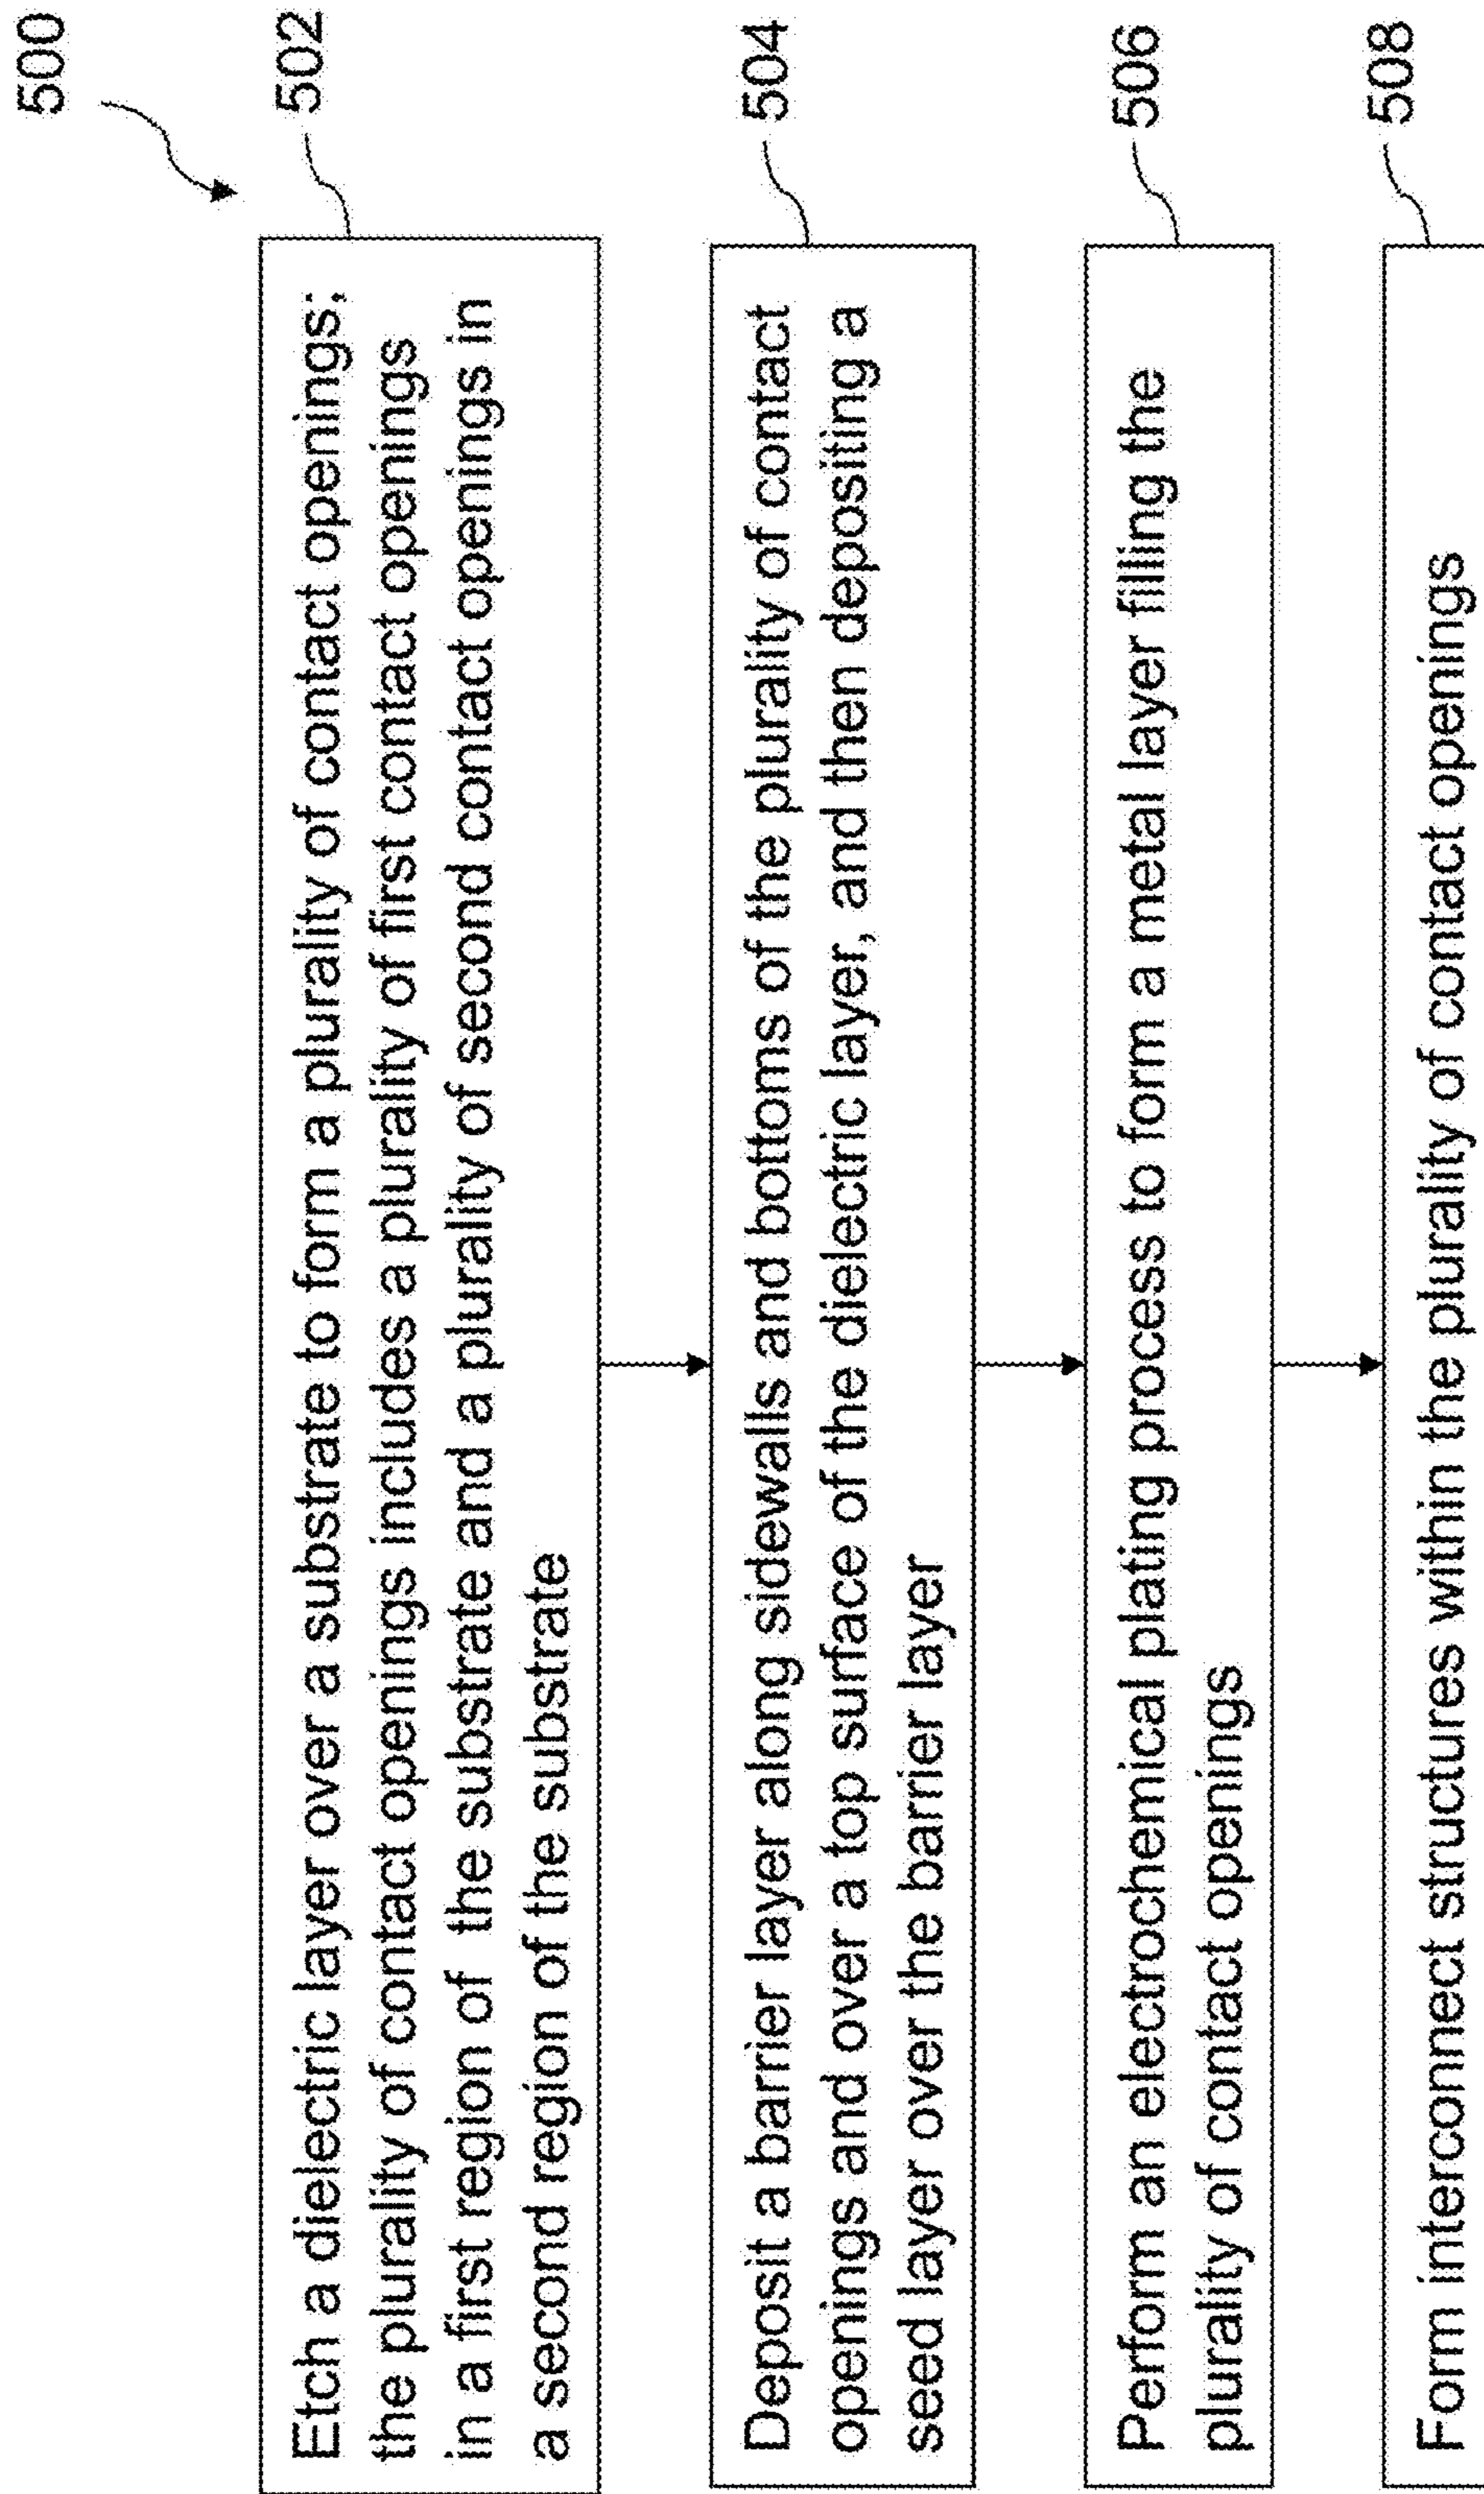 500
502
Etch a dielectric layer over a substrate to form a plurality of contact openings;
the plurality of contact openings includes a plurality of first contact openings
in a first region of the substrate and a plurality of second contact openings in
a second region of the substrate
504
Deposit a barrier layer along sidewalls and bottoms of the plurality of contact
openings and over a top surface of the dielectric layer, and then depositing a
seed layer over the barrier layer
506
Perform an electrochemical plating process to form a metal layer filling the
plurality of contact openings
508
Form interconnect structures within the plurality of contact openings